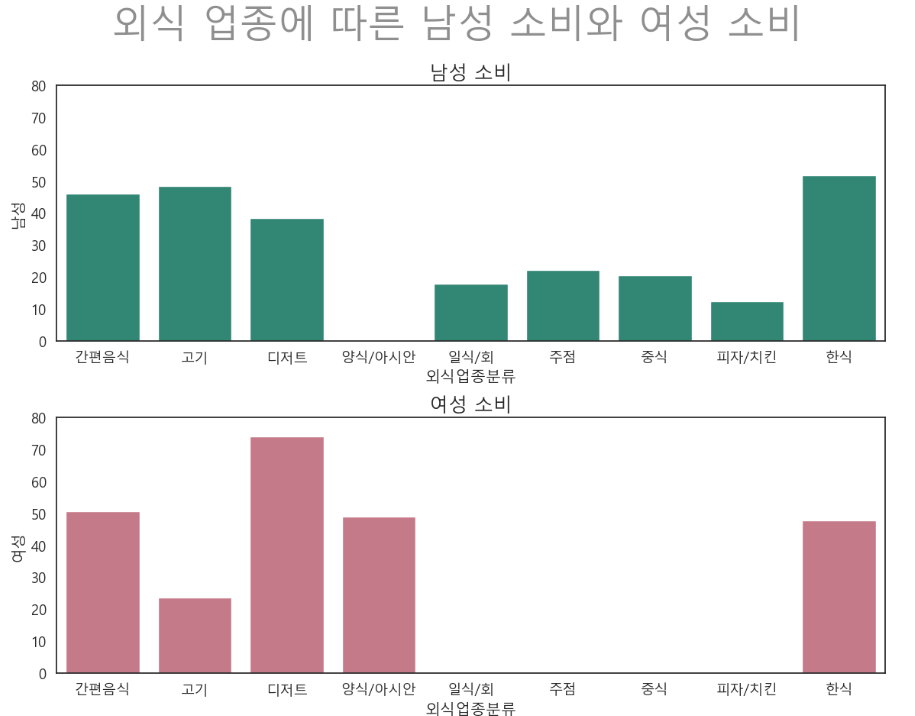 외식 업종에 따른 남성 소비와 여성 소비
남성 소비
80
70
60
50
40
30
20
10
0
남성
간편음식 고기 디저트 양식/아시안 일식/회 주점 중식 피자/치킨 한식
외식업종분류
여성 소비
80
70
60
50
40
30
20
10
0
여성
간편음식 고기 디저트 양식/아시안 일식/회 주점 중식 피자/치킨 한식
외식업종분류